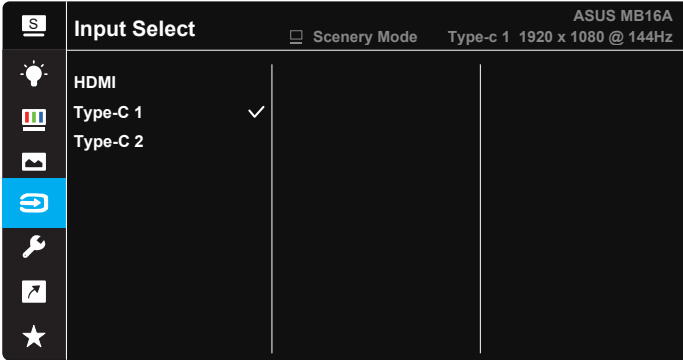 S
Input Select
ASUS MB16A
Scenery Mode
Type-c 1 1920 x 1080 @ 144Hz
HDMI
Type-C 1
Type-C 2